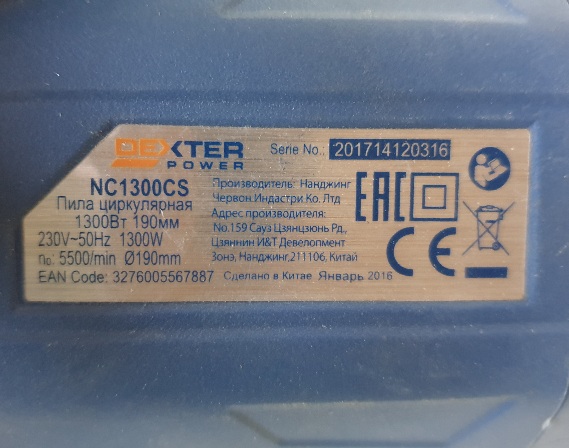 DEXTER
POWER
Serie No.: 201714120316
NC1300CS
Пила циркулярная
1300Вт 190мм
230V~50Hz 1300W
n₀: 5500/min Ø190mm
EAN Code: 3276005567887
Производитель: Нанджинг
Червон Индастри Ко. Лтд
Адрес производителя:
No.159 Сауз Цзянцзюнь Рд.,
Цзяннин И&Т Девелопмент
Зонэ, Нанджинг,211106, Китай
Сделано в Китае Январь 2016
EAC
CE